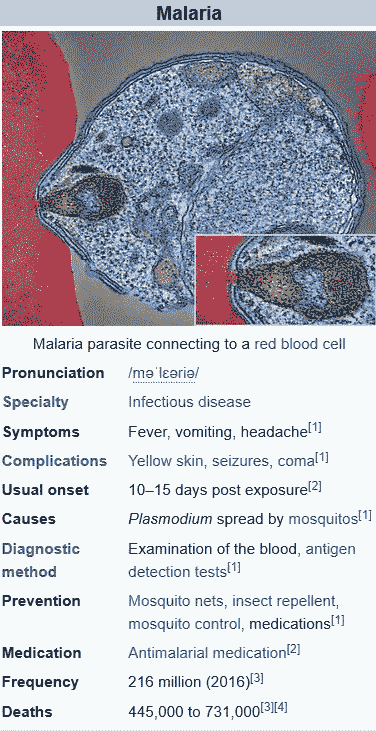 Malaria
Malaria parasite connecting to a red blood cell
Pronunciation /məˈlɛəriə/
Specialty Infectious disease
Symptoms Fever, vomiting, headache[1]
Complications Yellow skin, seizures, coma[1]
Usual onset 10–15 days post exposure[2]
Causes Plasmodium spread by mosquitos[1]
Diagnostic method Examination of the blood, antigen
detection tests[1]
Prevention Mosquito nets, insect repellent,
mosquito control, medications[1]
Medication Antimalarial medication[2]
Frequency 216 million (2016)[3]
Deaths 445,000 to 731,000[3][4]